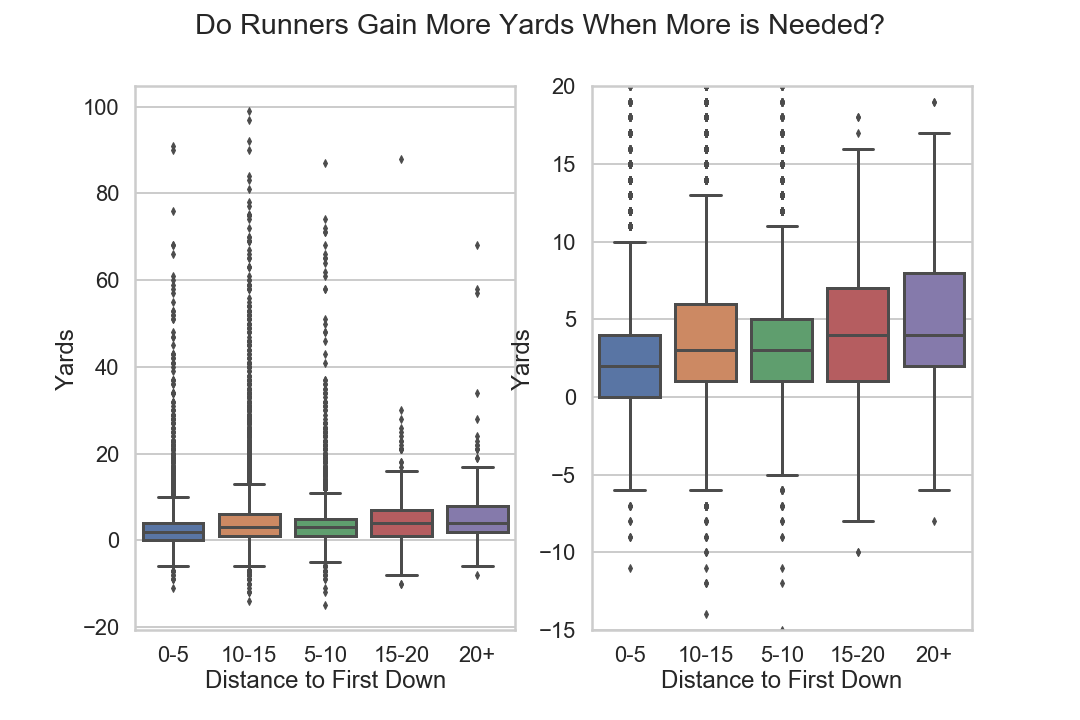 Do Runners Gain More Yards When More is Needed?
100
80
60
40
20
0
−20
Yards
0-5 10-15 5-10 15-20 20+
Distance to First Down
20
15
10
5
0
−5
−10
−15
Yards
0-5 10-15 5-10 15-20 20+
Distance to First Down